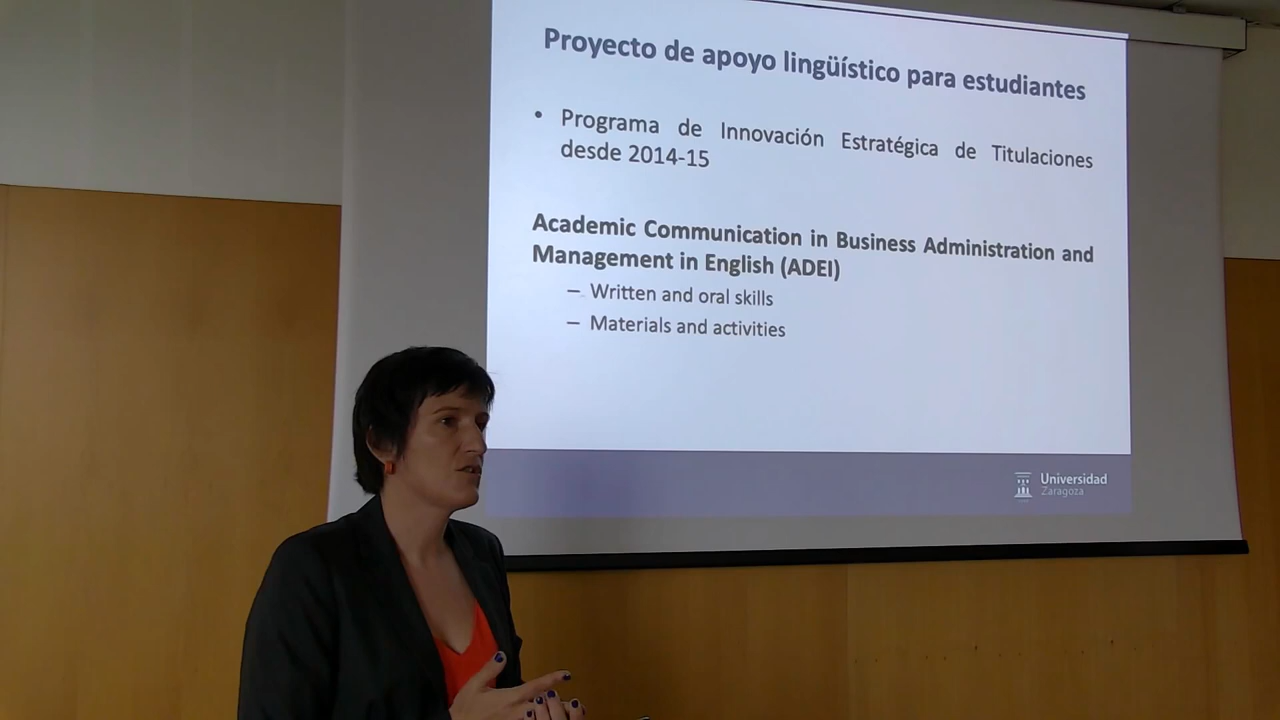 Proyecto de apoyo lingüístico para estudiantes
• Programa de Innovación Estratégica de Titulaciones
desde 2014-15
Academic Communication in Business Administration and
Management in English (ADEI)
– Written and oral skills
– Materials and activities
Universidad
Zaragoza